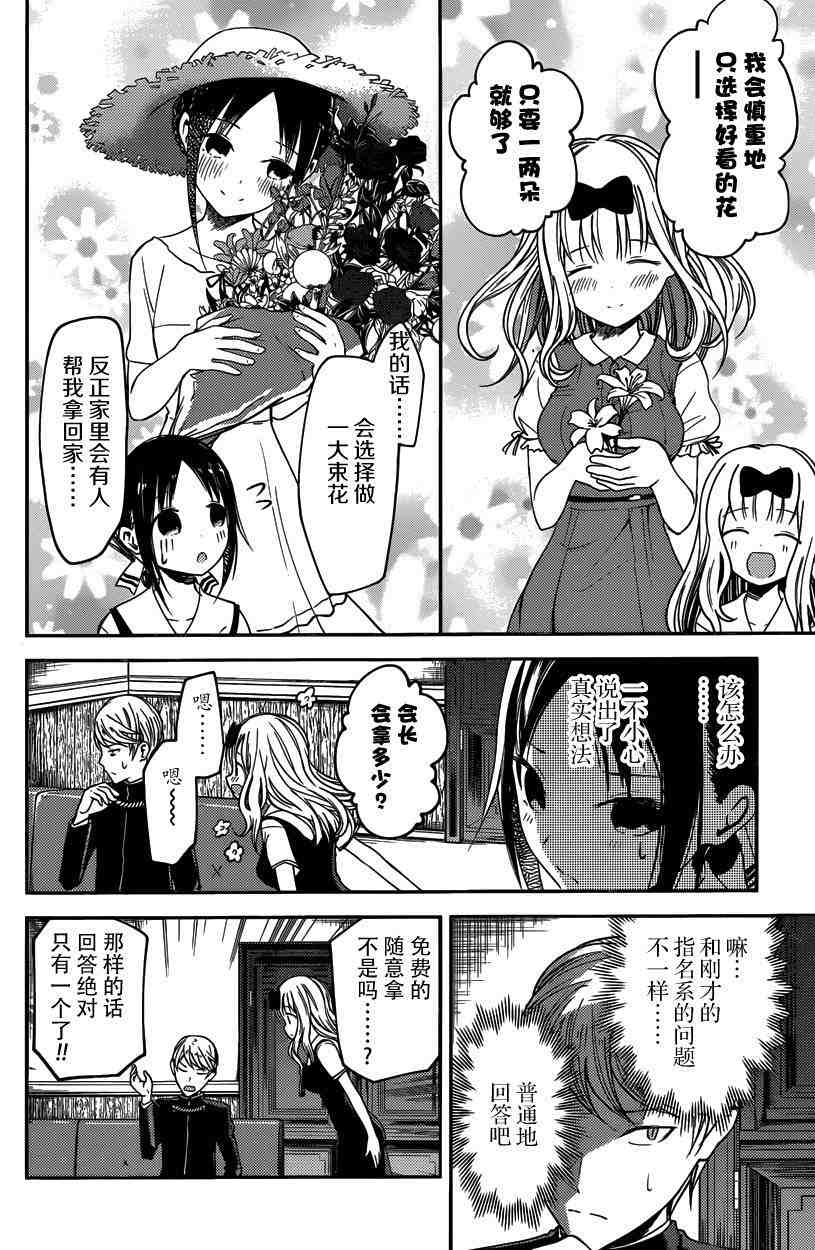 我会慎重地
只选择好看的花
——
只要一两朵
就够了
我的话……
会选择做
一大束花
反正家里会有人
帮我拿回家……
该怎么办
……
一不小心
说出了
真实想法
会长
会拿多少?
嗯……
嗯~
嘛…
和刚才的
指名系的问题
不一样……
普通地
回答吧
免费的
随意拿
不是吗……?
那样的话
回答绝对
只有一个了!!